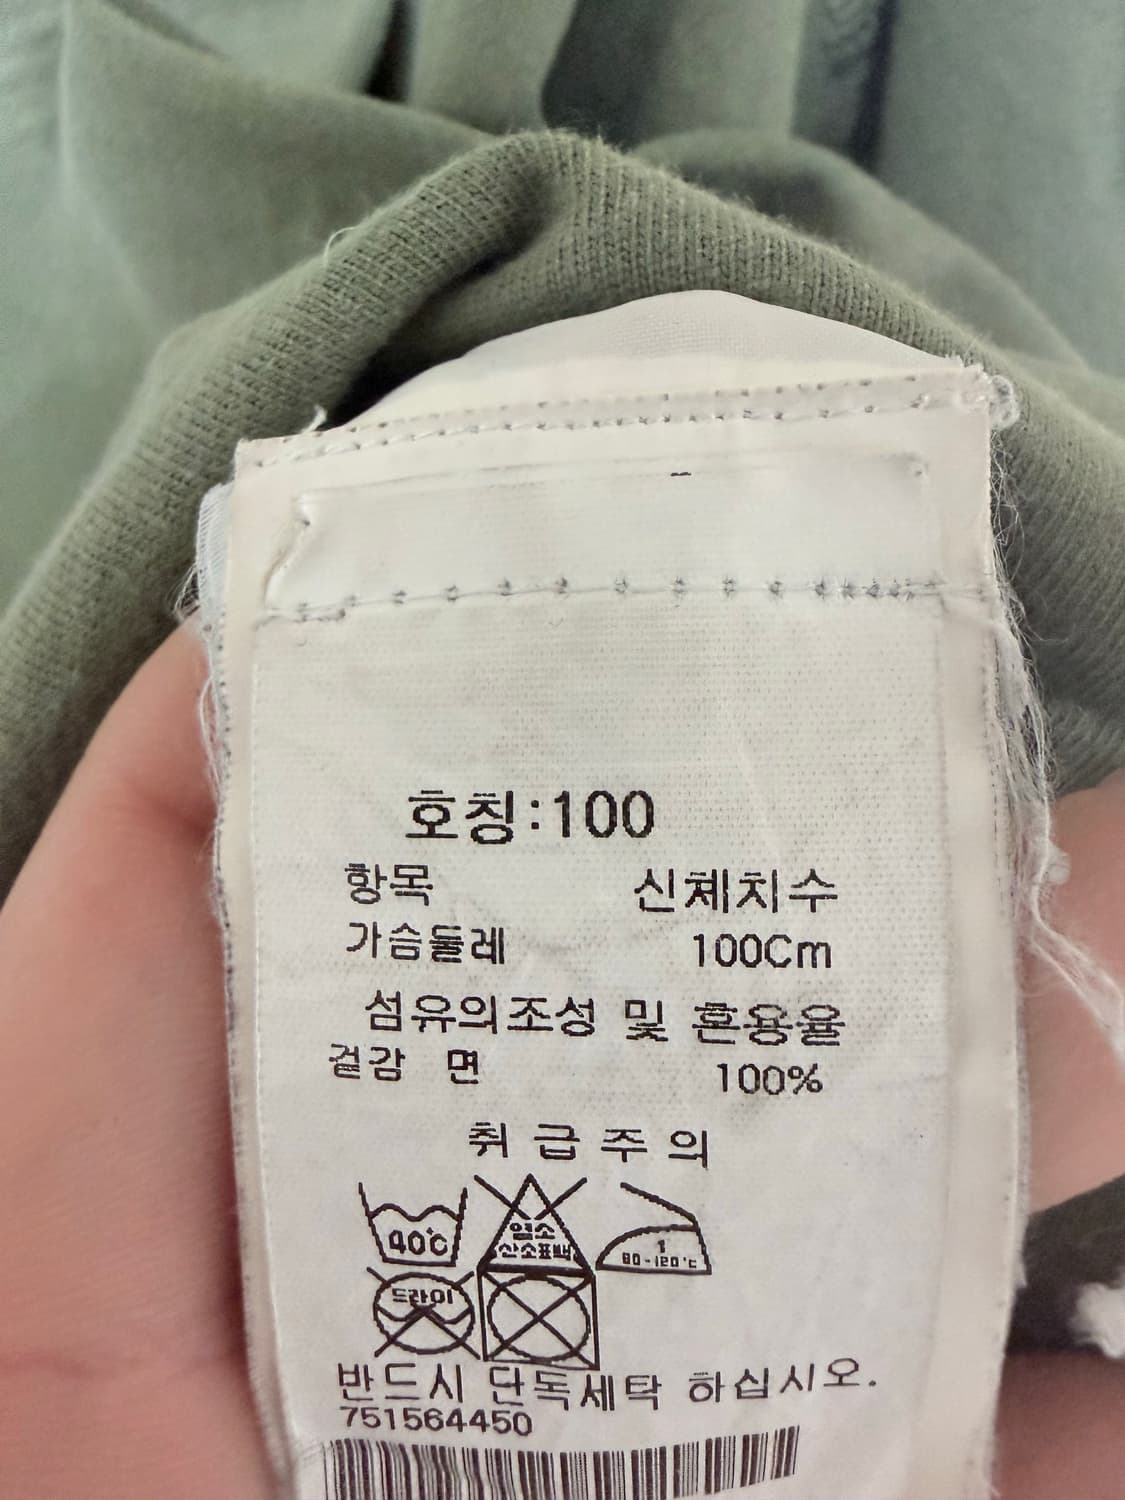 호칭:100
항목 신체치수
가슴둘레 100Cm
섬유의조성 및 혼용율
겉감 면 100%
취급주의
40℃ 염소 산소표백 1 80-120℃
드라이
반드시 단독세탁 하십시오.
751564450